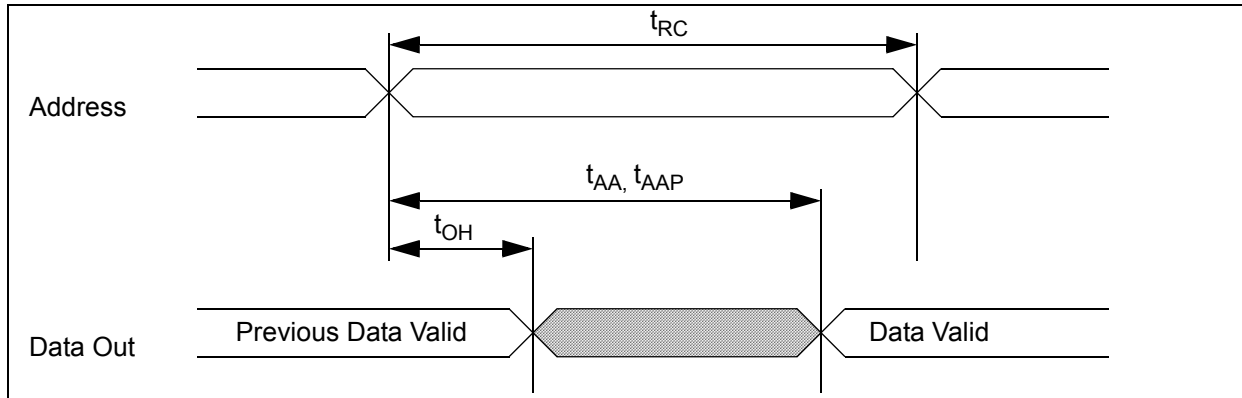 tRC
Address
tAA, tAAP
tOH
Previous Data Valid
Data Valid
Data Out